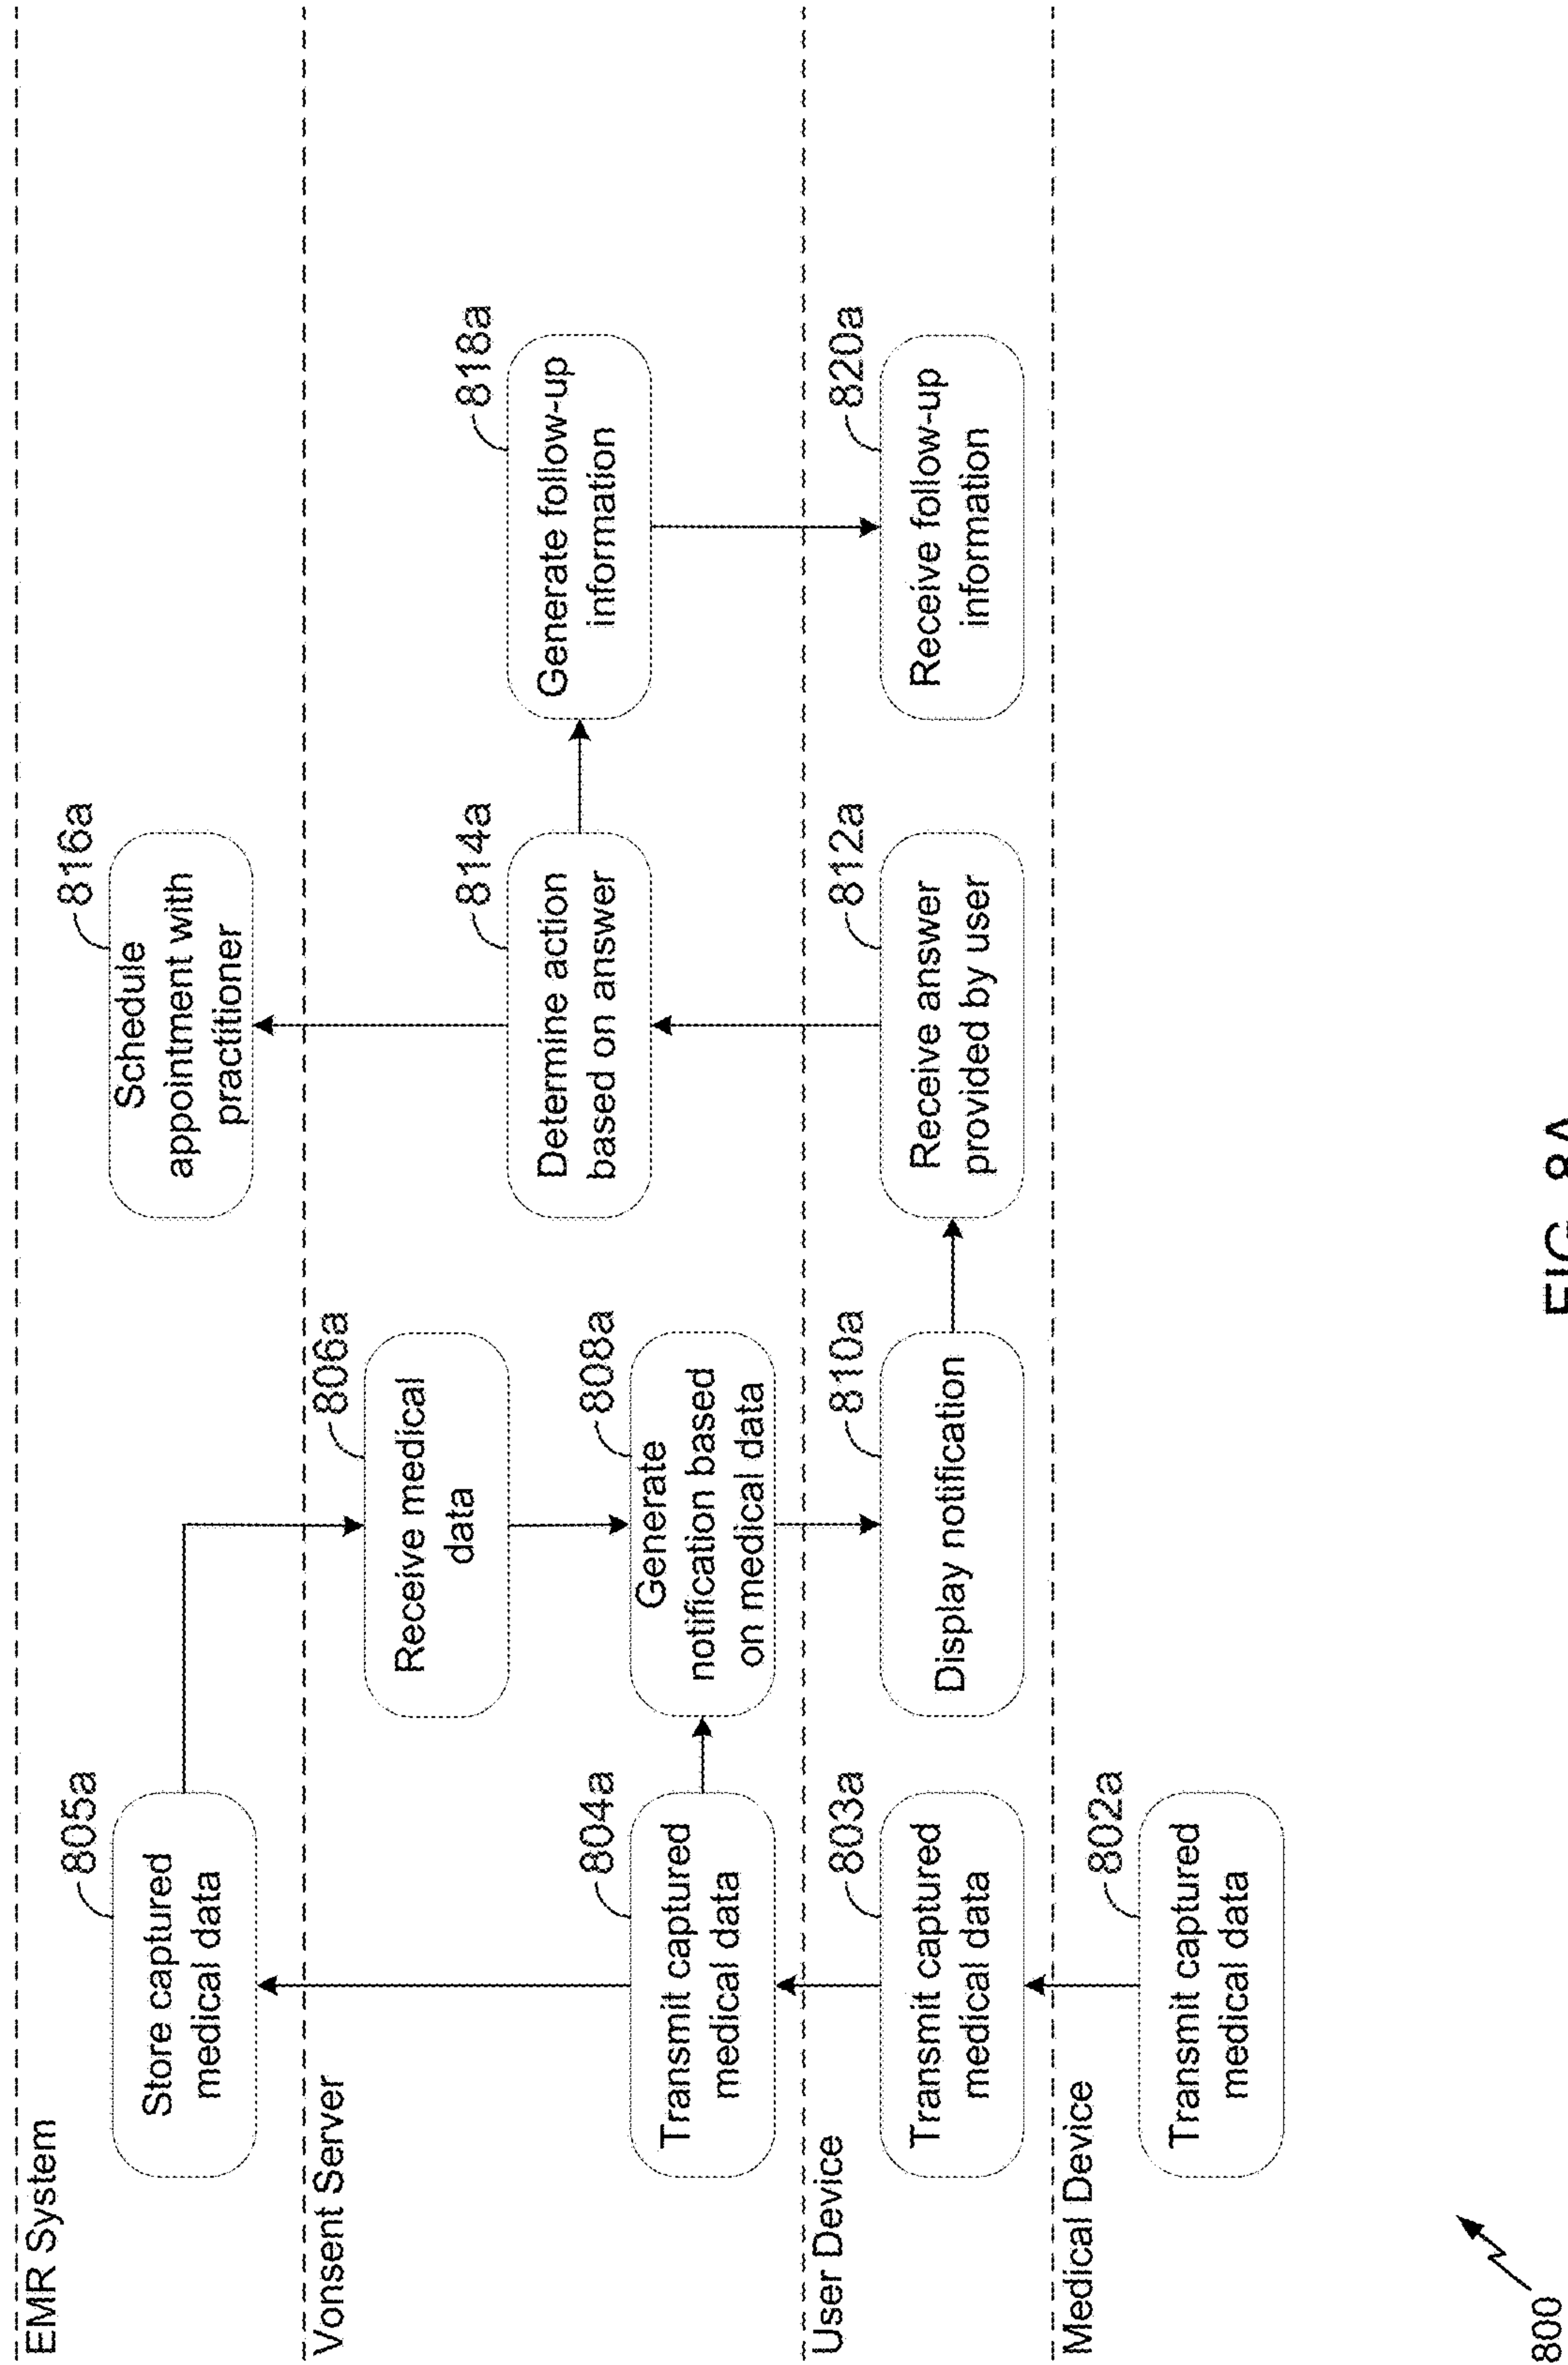 EMR System
805a
Store captured
medical data
816a
Schedule
appointment with
practitioner
Vonsent Server
806a
Receive medical
data
804a
Transmit captured
medical data
808a
Generate
notification based
on medical data
814a
Determine action
based on answer
818a
Generate follow-up
information
User Device
803a
Transmit captured
medical data
810a
Display notification
812a
Receive answer
provided by user
820a
Receive follow-up
information
Medical Device
802a
Transmit captured
medical data
800
FIG. 8A